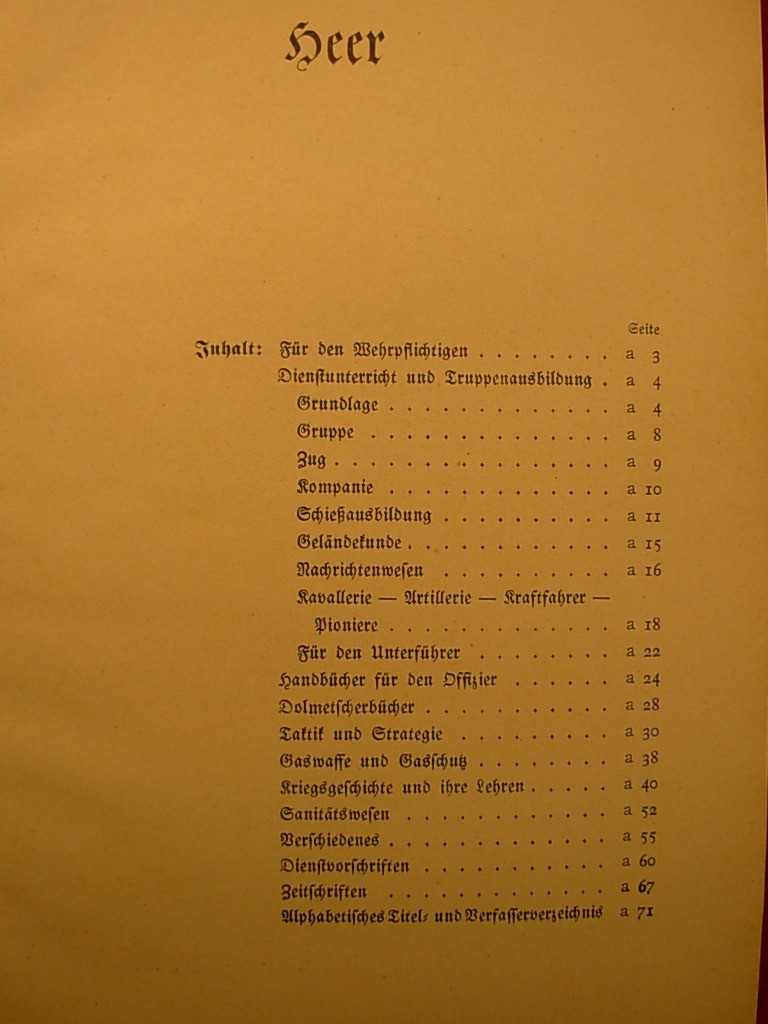 Heer
Seite
Inhalt: Für den Wehrpflichtigen . . . . . . . . a 3
Dienstunterricht und Truppenausbildung . a 4
Grundlage . . . . . . . . . . . . . a 4
Gruppe . . . . . . . . . . . . . . a 8
Zug . . . . . . . . . . . . . . . . a 9
Kompanie . . . . . . . . . . . . . a 10
Schießausbildung . . . . . . . . . . a 11
Geländekunde . . . . . . . . . . . . a 15
Nachrichtenwesen . . . . . . . . . . a 16
Kavallerie — Artillerie — Kraftfahrer —
Pioniere . . . . . . . . . . . . . a 18
Für den Unterführer . . . . . . . . a 22
Handbücher für den Offizier . . . . . . a 24
Dolmetscherbücher . . . . . . . . . . . a 28
Taktik und Strategie . . . . . . . . . a 30
Gaswaffe und Gasschutz . . . . . . . . a 38
Kriegsgeschichte und ihre Lehren . . . . . a 40
Sanitätswesen . . . . . . . . . . . . a 52
Verschiedenes . . . . . . . . . . . . . a 55
Dienstvorschriften . . . . . . . . . . . a 60
Zeitschriften . . . . . . . . . . . . . a 67
Alphabetisches Titel- und Verfasserverzeichnis a 71